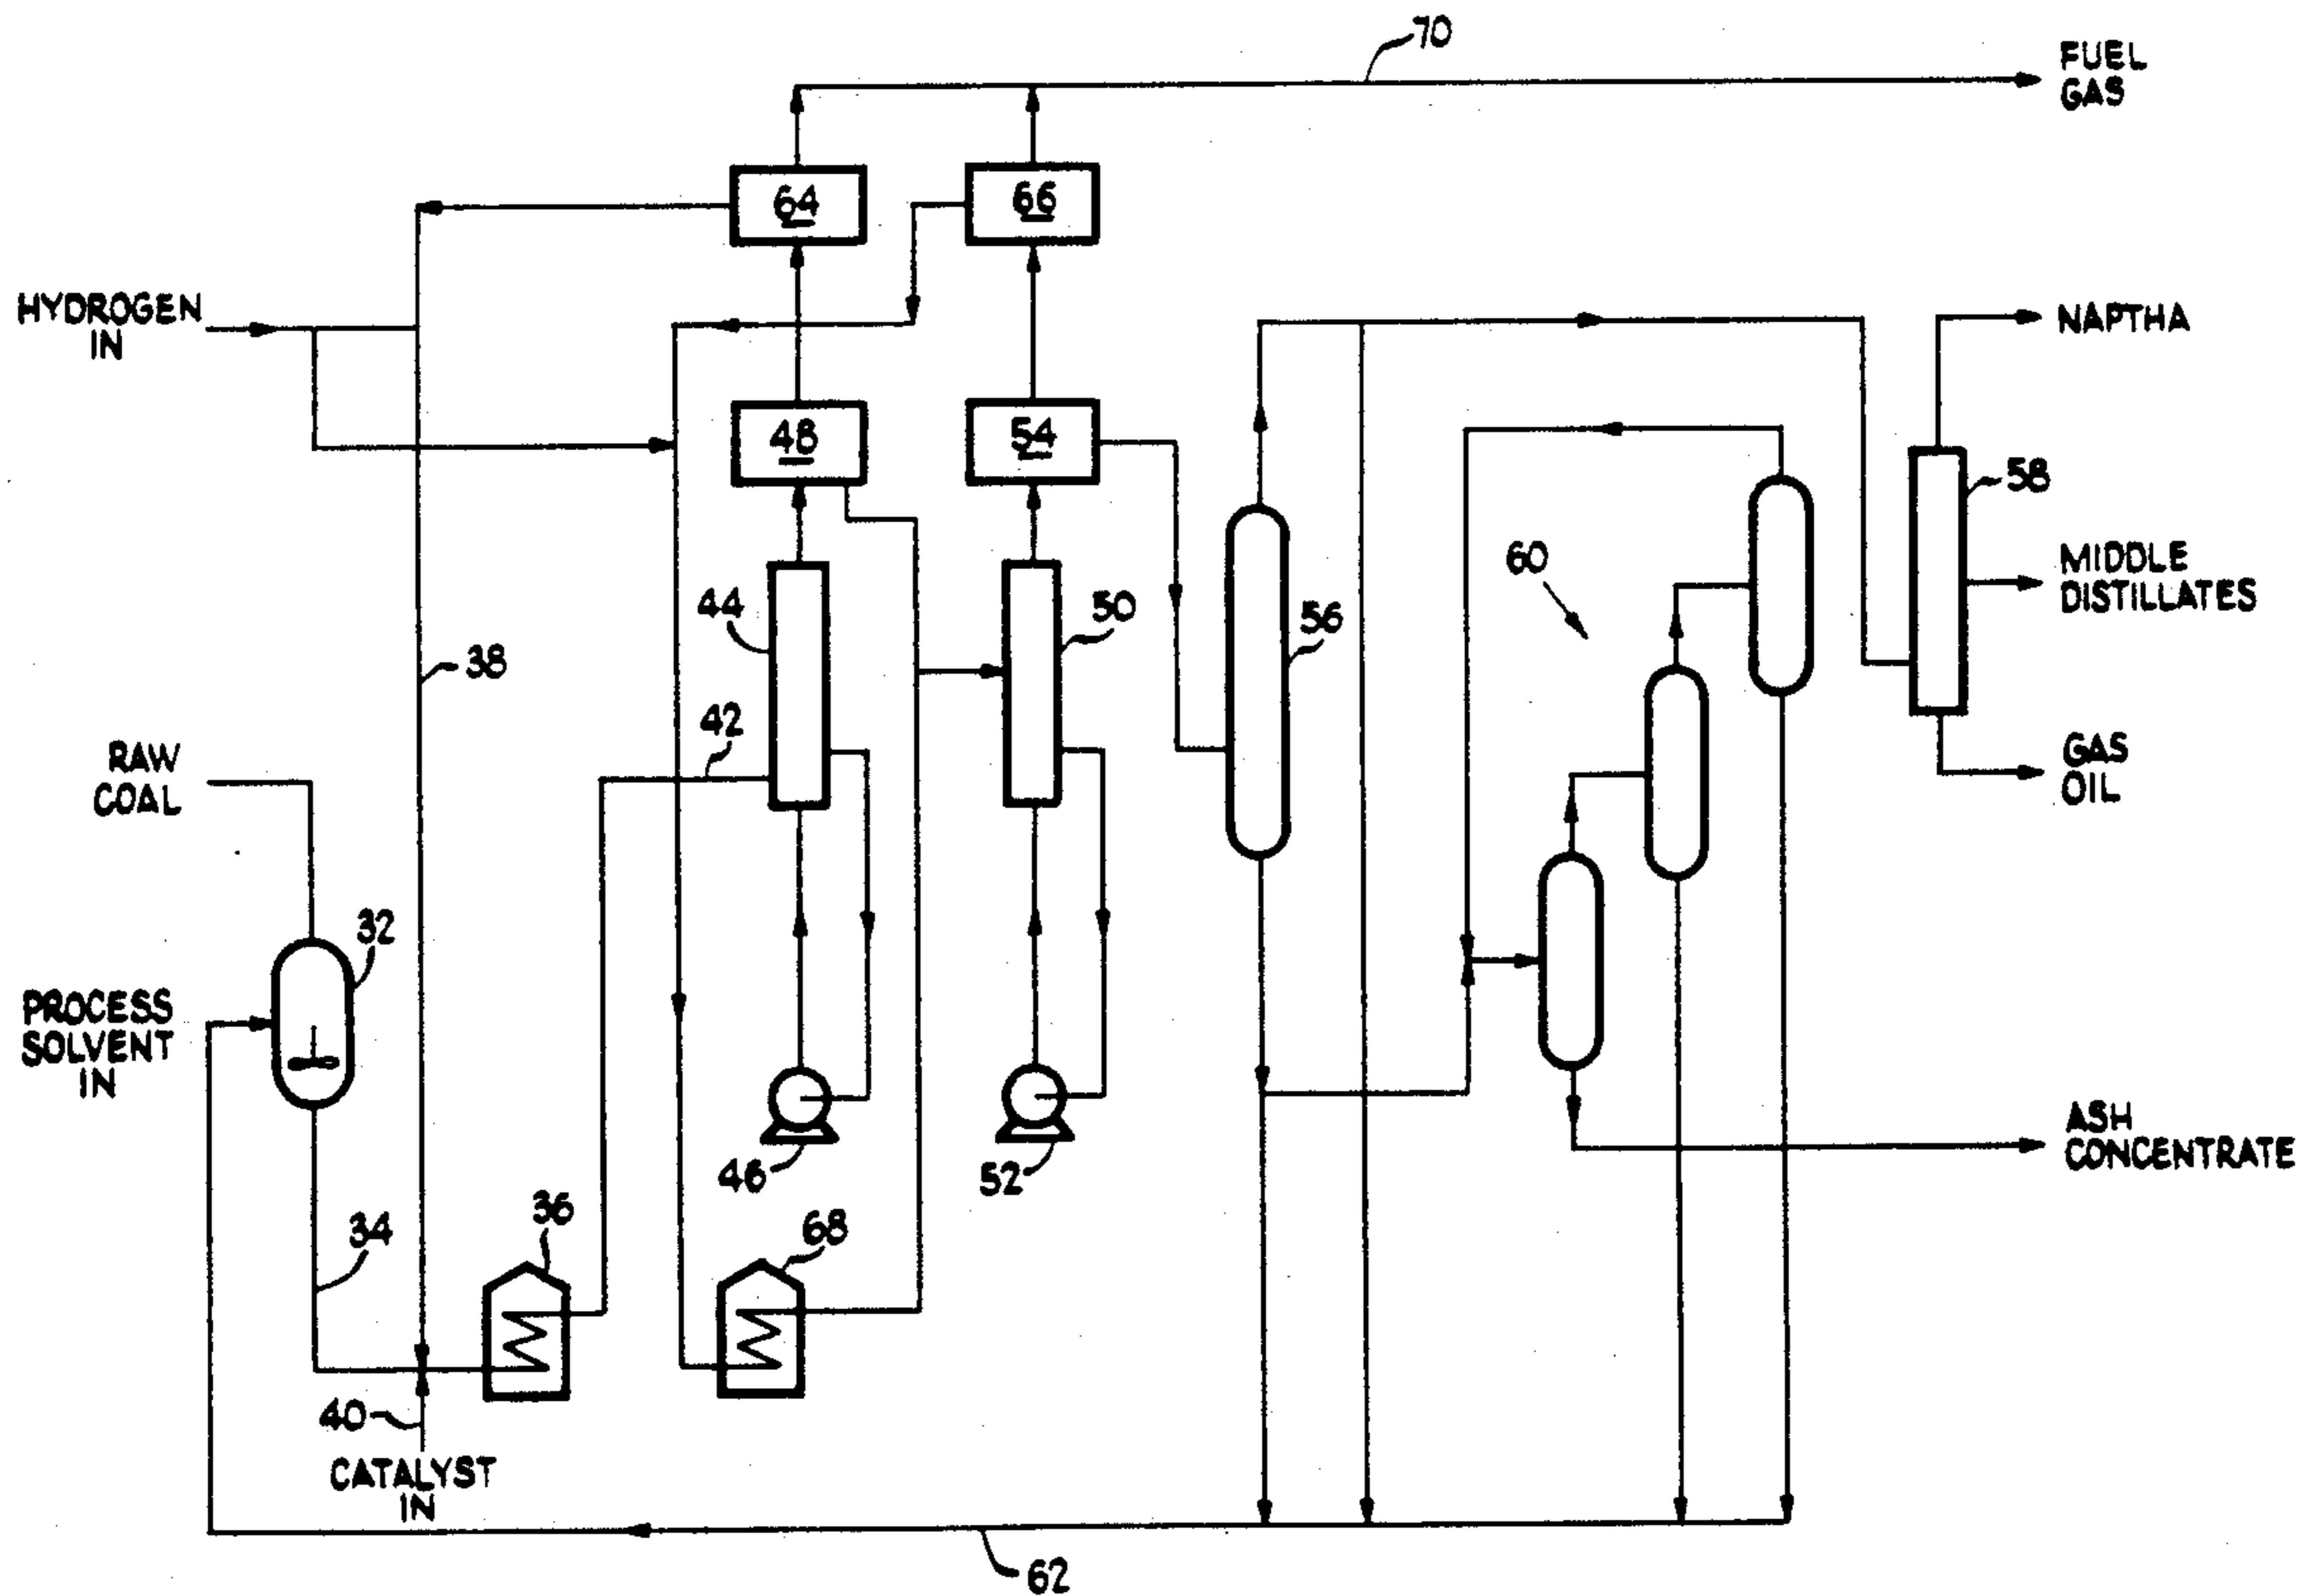 70
FUEL
GAS
64
66
HYDROGEN
IN
NAPTHA
48
54
58
60
MIDDLE
DISTILLATES
44
50
56
38
42
RAW
COAL
GAS
OIL
32
PROCESS
SOLVENT
IN
46
52
ASH
CONCENTRATE
34
36
68
40
CATALYST
IN
62